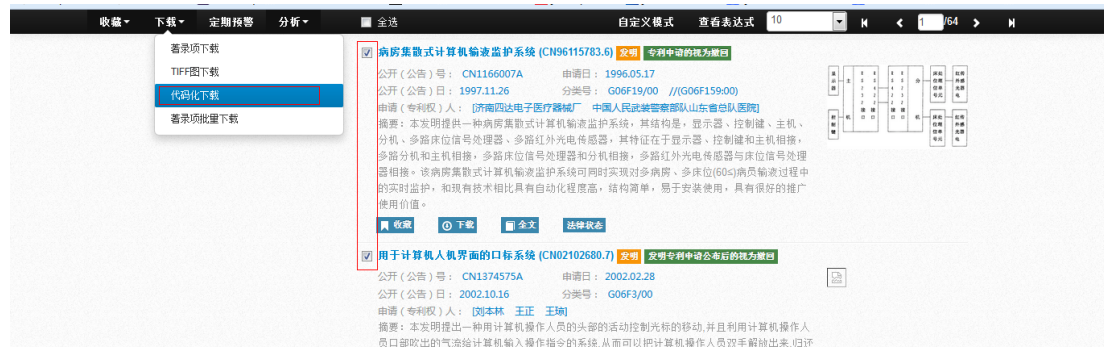 收藏 下载 定期预警 分析 全选 自定义模式 查看表达式 10 1 /64
著录项下载
TIFF图下载
代码化下载
著录项批量下载
病房集散式计算机输液监护系统 (CN96115783.6) 发明 专利申请的视为撤回
公开(公告)号: CN1166007A 申请日: 1996.05.17
公开(公告)日: 1997.11.26 分类号: G06F19/00 //(G06F159:00)
申请(专利权)人: [济南四达电子医疗器械厂 中国人民武装警察部队山东省总队医院]
摘要: 本发明提供一种病房集散式计算机输液监护系统, 其结构是, 显示器、控制键、主机、
分机、多路床位信号处理器、多路红外光电传感器, 其特征在于显示器、控制键和主机相接,
多路分机和主机相接, 多路床位信号处理器和分机相接, 多路红外光电传感器与床位信号处理
器相接。该病房集散式计算机输液监护系统可同时实现对多病房、多床位(60≤)病员输液过程中
的实时监护, 和现有技术相比具有自动化程度高, 结构简单, 易于安装使用, 具有很好的推广
使用价值。
收藏 下载 全文 法律状态
用于计算机人机界面的口标系统 (CN02102680.7) 发明 发明专利申请公布后的视为撤回
公开(公告)号: CN1374575A 申请日: 2002.02.28
公开(公告)日: 2002.10.16 分类号: G06F3/00
申请(专利权)人: [刘本林 王正 王琼]
摘要: 本发明提出一种用计算机操作人员的头部的活动控制光标的移动,并且利用计算机操作人
员口部吹出的气流给计算机输入操作指令的系统,从而可以把计算机操作人员双手解放出来,归还